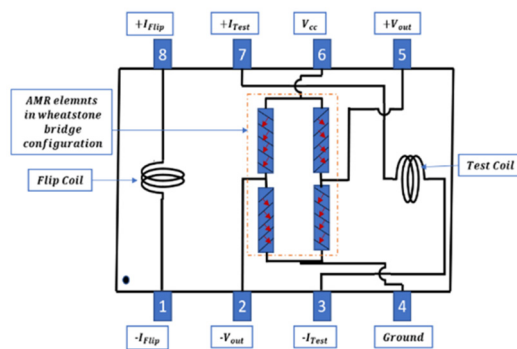 +I_Flip +I_Test V_cc +V_out
8 7 6 5
AMR elemnts
in wheatstone
bridge
configuration
Flip Coil
Test Coil
1 2 3 4
-I_Flip -V_out -I_Test Ground